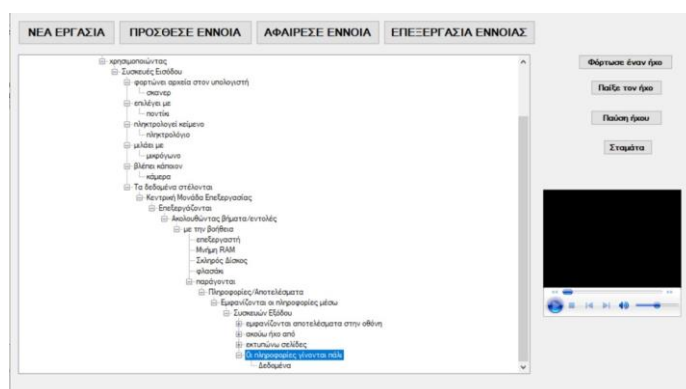 ΝΕΑ ΕΡΓΑΣΙΑ
ΠΡΟΣΘΕΣΕ ΕΝΝΟΙΑ
ΑΦΑΙΡΕΣΕ ΕΝΝΟΙΑ
ΕΠΕΞΕΡΓΑΣΙΑ ΕΝΝΟΙΑΣ
χρησιμοποιώντας
Συσκευές Εισόδου
φορτώνει αρχεία στον υπολογιστή
σκανερ
επιλέγει με
ποντίκι
πληκτρολογεί κείμενο
πληκτρολόγιο
μιλάει με
μικρόφωνο
βλέπει κάποιον
κάμερα
Τα δεδομένα στέλονται
Κεντρική Μονάδα Επεξεργασίας
Επεξεργάζονται
Ακολουθώντας βήματα/εντολές
με την βοήθεια
επεξεργαστή
Μνήμη RAM
Σκληρός Δίσκος
φλασάκι
παράγονται
Πληροφορίες/Αποτελέσματα
Εμφανίζονται οι πληροφορίες μέσω
Συσκευών Εξόδου
εμφανίζονται αποτελέσματα στην οθόνη
ακούω ήχο από
εκτυπώνω σελίδες
Οι πληροφορίες γίνονται πάλι
Δεδομένα
Φόρτωσε έναν ήχο
Παίξε τον ήχο
Παύση ήχου
Σταμάτα